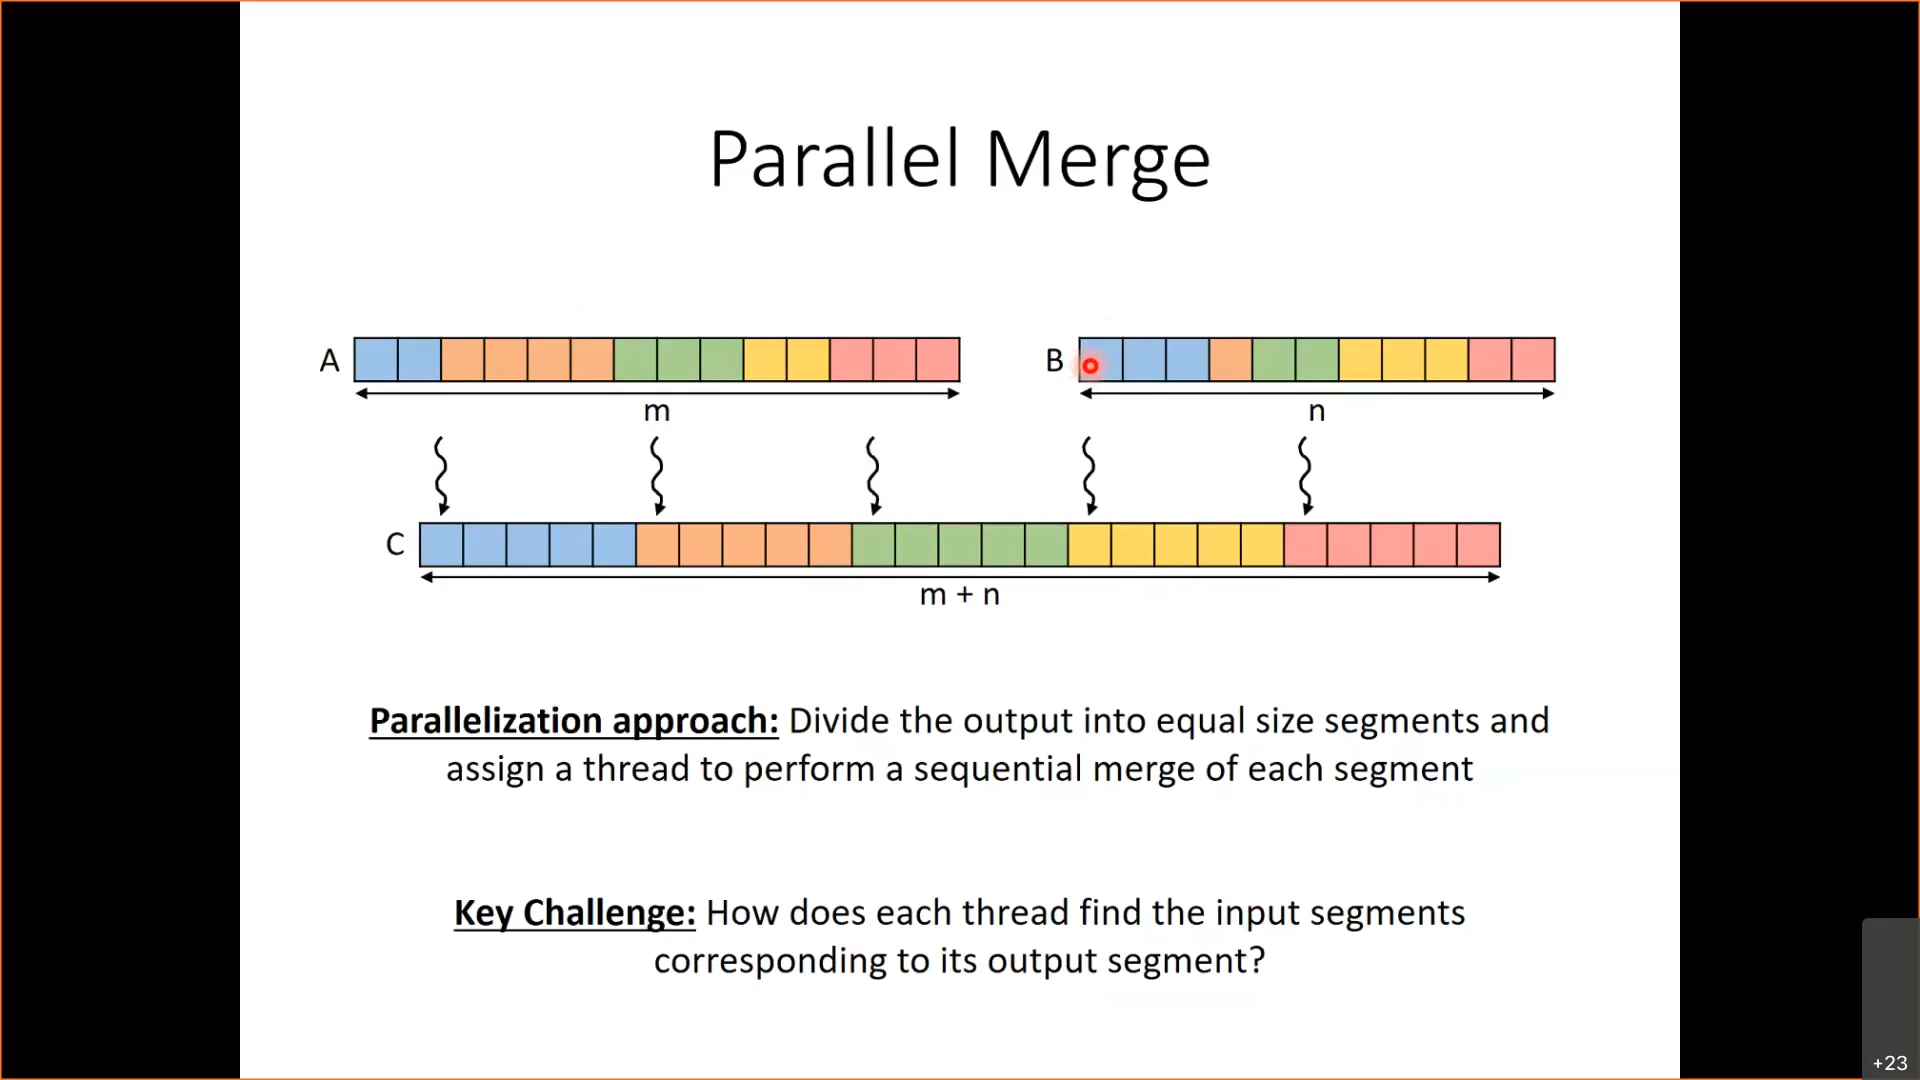 Parallel Merge
A
B
m
n
C
m + n
Parallelization approach: Divide the output into equal size segments and
assign a thread to perform a sequential merge of each segment
Key Challenge: How does each thread find the input segments
corresponding to its output segment?
+23